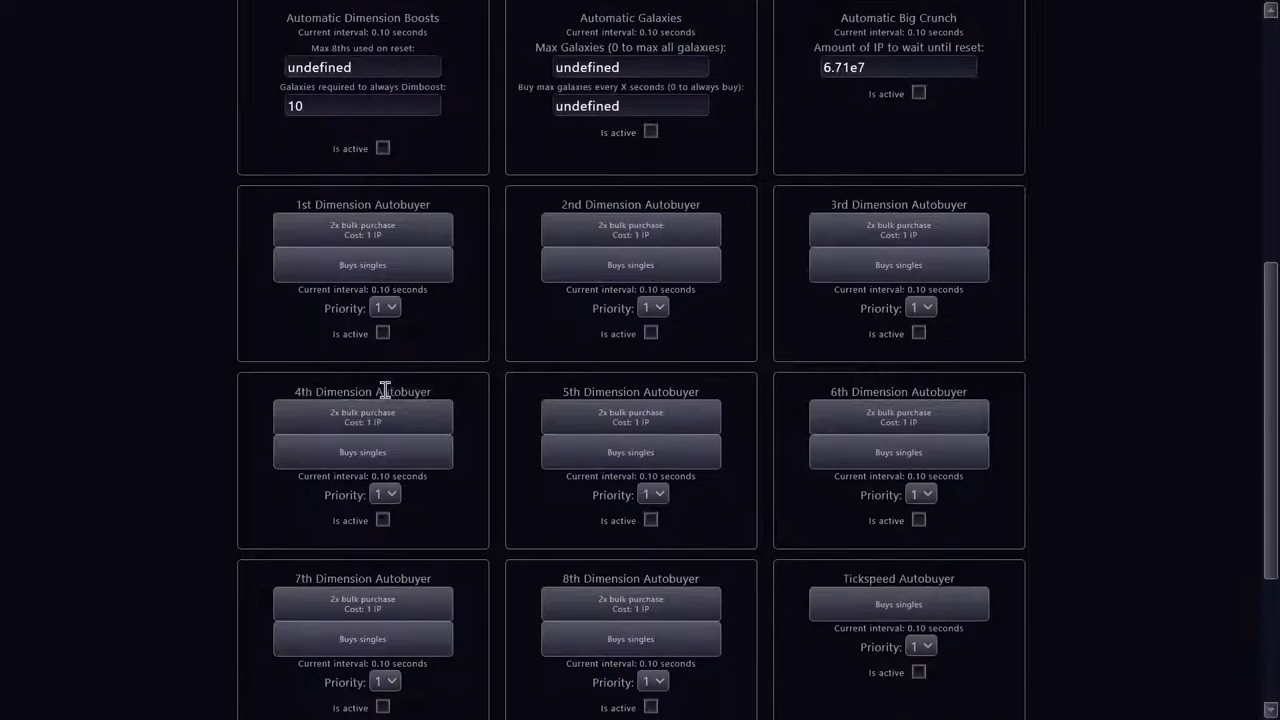 Automatic Dimension Boosts
Current interval: 0.10 seconds
Max 8ths used on reset:
undefined
Galaxies required to always Dimboost:
10
Is active
Automatic Galaxies
Current interval: 0.10 seconds
Max Galaxies (0 to max all galaxies):
undefined
Buy max galaxies every X seconds (0 to always buy):
undefined
Is active
Automatic Big Crunch
Current interval: 0.10 seconds
Amount of IP to wait until reset:
6.71e7
Is active
1st Dimension Autobuyer
2x bulk purchase
Cost: 1 IP
Buys singles
Current interval: 0.10 seconds
Priority: 1
Is active
2nd Dimension Autobuyer
2x bulk purchase
Cost: 1 IP
Buys singles
Current interval: 0.10 seconds
Priority: 1
Is active
3rd Dimension Autobuyer
2x bulk purchase
Cost: 1 IP
Buys singles
Current interval: 0.10 seconds
Priority: 1
Is active
4th Dimension Autobuyer
2x bulk purchase
Cost: 1 IP
Buys singles
Current interval: 0.10 seconds
Priority: 1
Is active
5th Dimension Autobuyer
2x bulk purchase
Cost: 1 IP
Buys singles
Current interval: 0.10 seconds
Priority: 1
Is active
6th Dimension Autobuyer
2x bulk purchase
Cost: 1 IP
Buys singles
Current interval: 0.10 seconds
Priority: 1
Is active
7th Dimension Autobuyer
2x bulk purchase
Cost: 1 IP
Buys singles
Current interval: 0.10 seconds
Priority: 1
Is active
8th Dimension Autobuyer
2x bulk purchase
Cost: 1 IP
Buys singles
Current interval: 0.10 seconds
Priority: 1
Is active
Tickspeed Autobuyer
Buys singles
Current interval: 0.10 seconds
Priority: 1
Is active